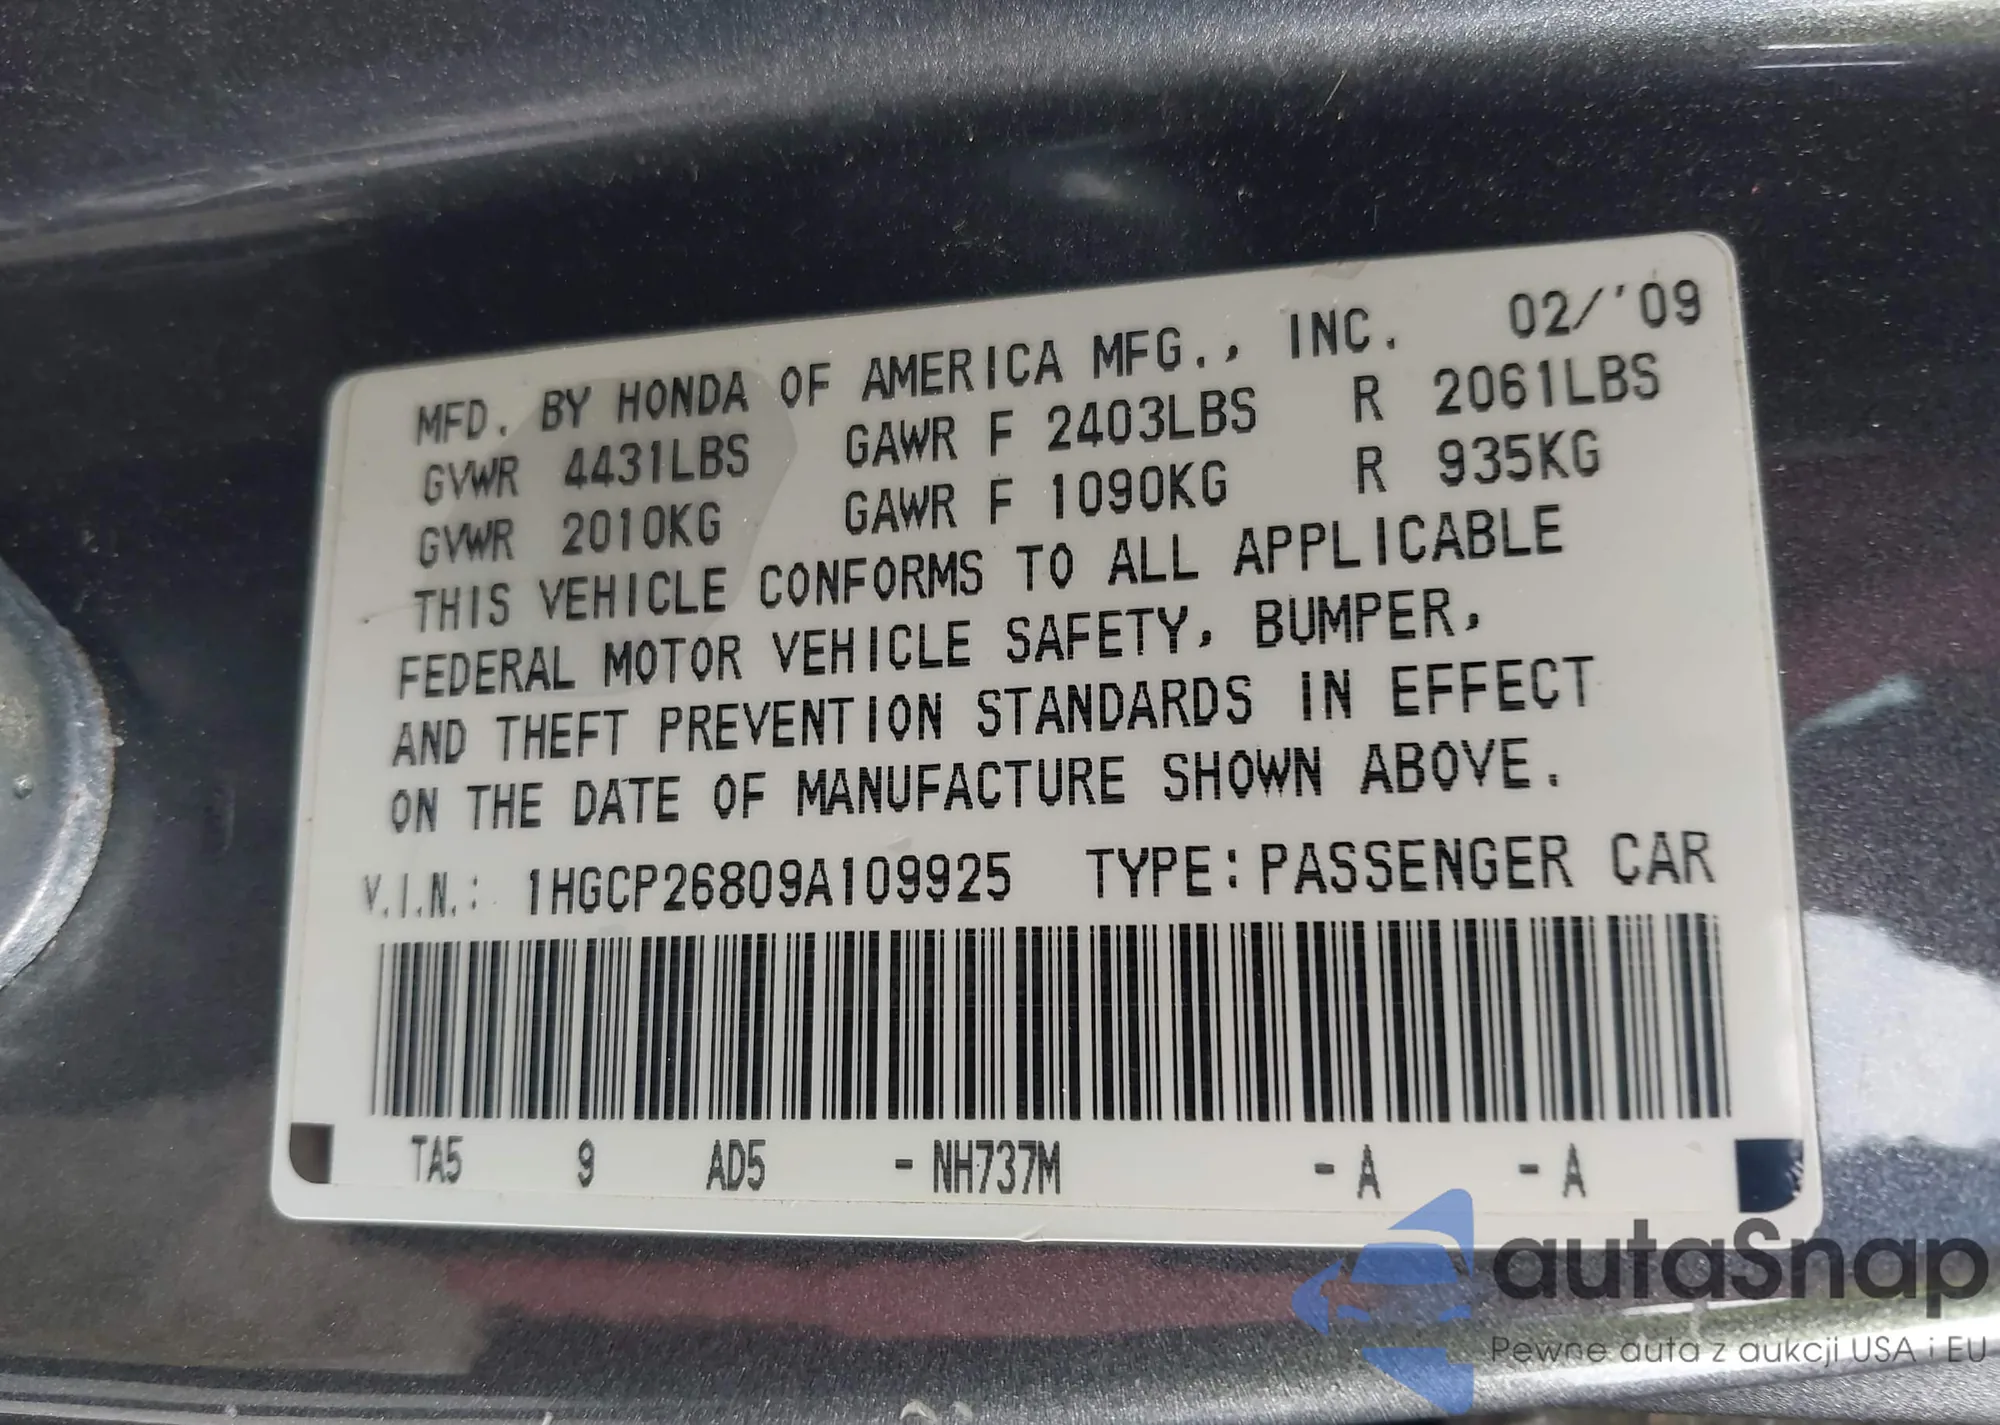 MFD. BY HONDA OF AMERICA MFG., INC. 02/'09
GVWR 4431LBS GAWR F 2403LBS R 2061LBS
GVWR 2010KG GAWR F 1090KG R 935KG
THIS VEHICLE CONFORMS TO ALL APPLICABLE
FEDERAL MOTOR VEHICLE SAFETY, BUMPER,
AND THEFT PREVENTION STANDARDS IN EFFECT
ON THE DATE OF MANUFACTURE SHOWN ABOVE.
V.I.N.: 1HGCP26809A109925 TYPE: PASSENGER CAR
TA5 9 AD5 - NH737M - A - A
autaSnap
Pewne auta z aukcji USA i EU